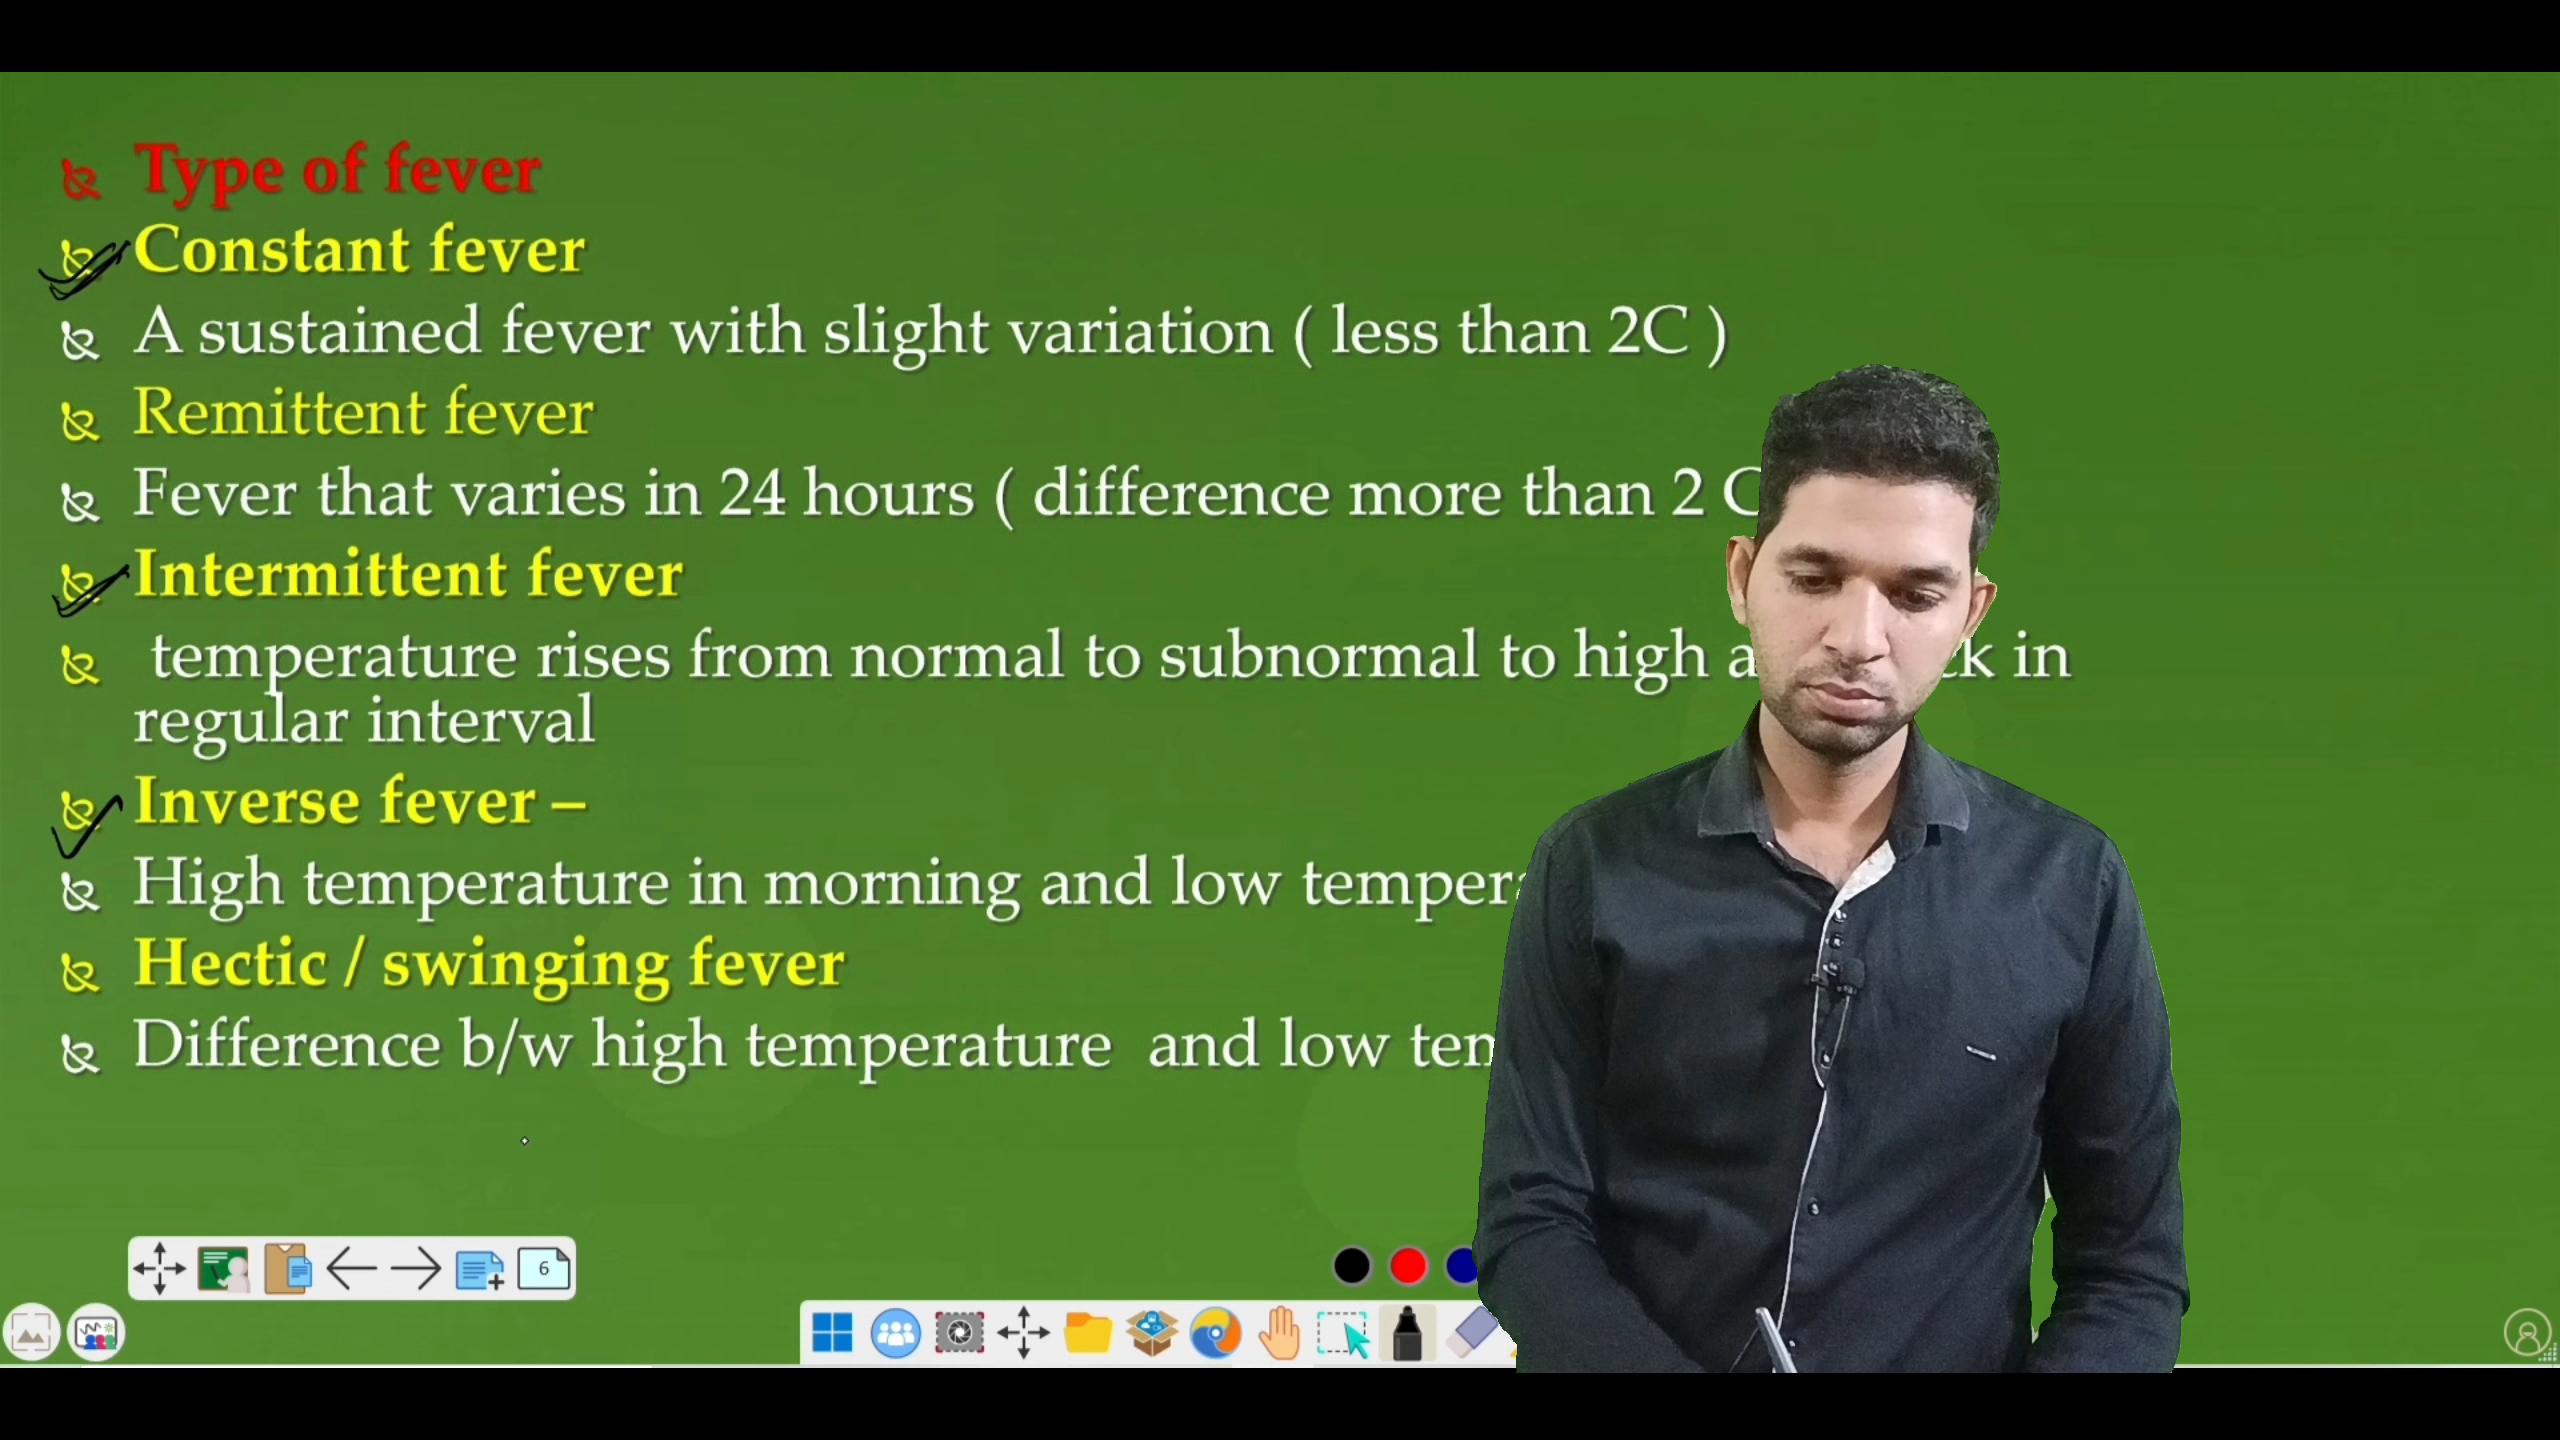 Type of fever
Constant fever
A sustained fever with slight variation ( less than 2C )
Remittent fever
Fever that varies in 24 hours ( difference more than 2 C
Intermittent fever
temperature rises from normal to subnormal to high in
regular interval
Inverse fever –
High temperature in morning and low
Hectic / swinging fever
Difference b/w high temperature and low
6